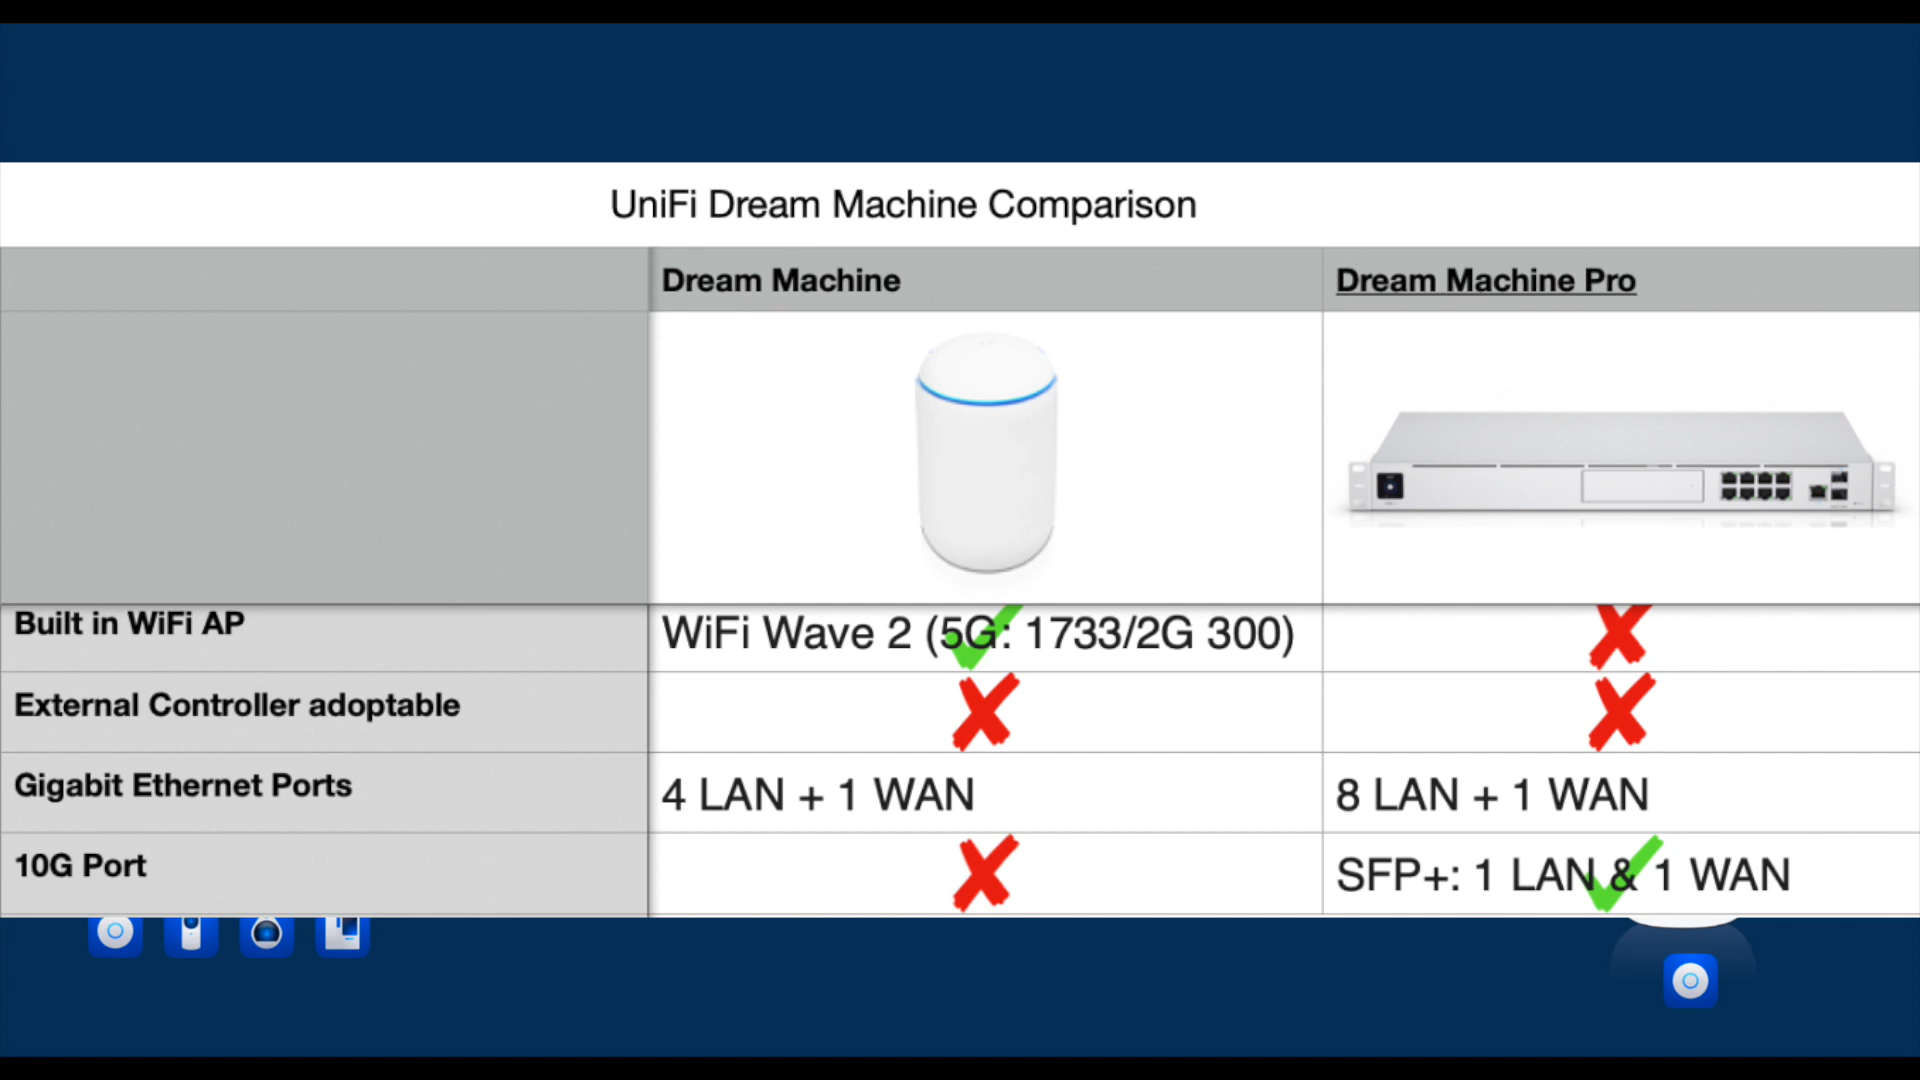 UniFi Dream Machine Comparison
Dream Machine
Dream Machine Pro
Built in WiFi AP
WiFi Wave 2 (5G: 1733/2G 300)
External Controller adoptable
Gigabit Ethernet Ports
4 LAN + 1 WAN
8 LAN + 1 WAN
10G Port
SFP+: 1 LAN & 1 WAN